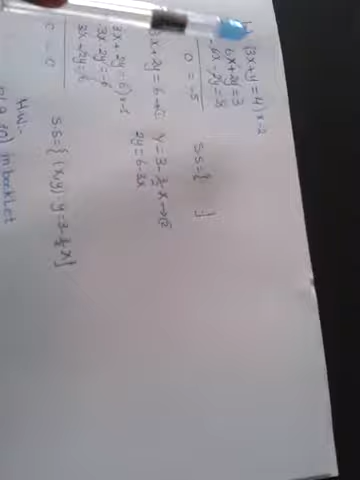 (3x+y=4)x-2
6x+2y=3
-6x-2y=-8
0 = -5
S.S={ }
3x+2y=6→①
y=3-3/2x→②
2y=6-3x
3x+2y=6)x-1
-3x-2y=-6
3x+2y=6
0=0
S.S={(x,y):y=3-3/2x}
H.W-
in booklet